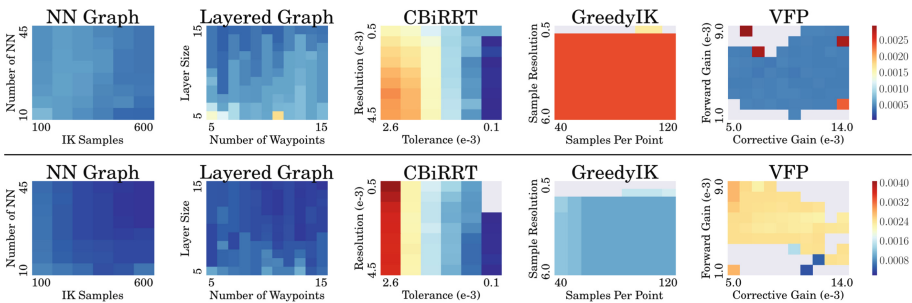 NN Graph
Layered Graph
CBiRRT
GreedyIK
VFP
Number of NN
45
10
100
600
IK Samples
Layer Size
15
5
5
15
Number of Waypoints
Resolution (e-3)
0.5
4.5
2.6
0.1
Tolerance (e-3)
Sample Resolution
0.5
6.0
40
120
Samples Per Point
Forward Gain (e-3)
9.0
1.0
5.0
14.0
Corrective Gain (e-3)
0.0025
0.0020
0.0015
0.0010
0.0005
NN Graph
Layered Graph
CBiRRT
GreedyIK
VFP
Number of NN
45
10
100
600
IK Samples
Layer Size
15
5
5
15
Number of Waypoints
Resolution (e-3)
0.5
4.5
2.6
0.1
Tolerance (e-3)
Sample Resolution
0.5
6.0
40
120
Samples Per Point
Forward Gain (e-3)
9.0
1.0
5.0
14.0
Corrective Gain (e-3)
0.0040
0.0032
0.0024
0.0016
0.0008